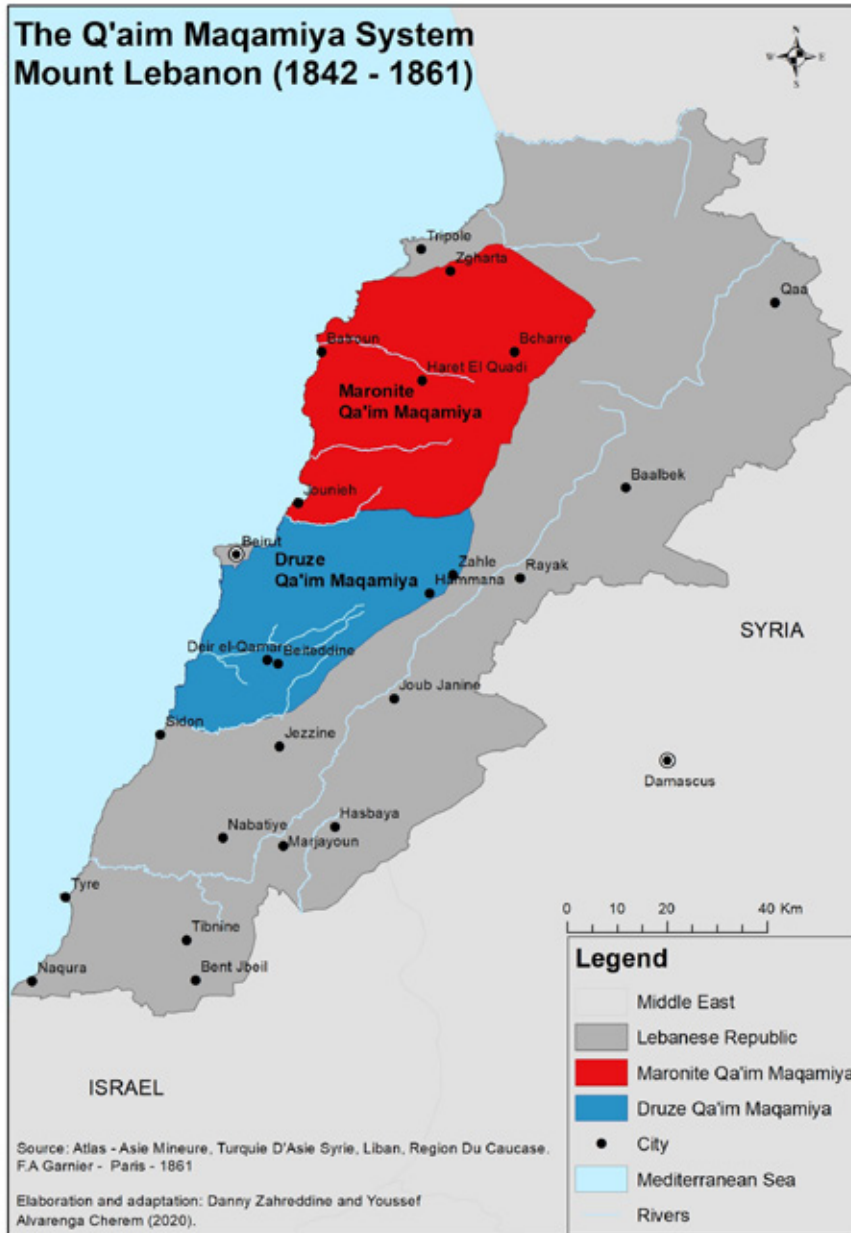 The Q'aim Maqamiya System
Mount Lebanon (1842 - 1861)
N
W E
S
Tripole
Zgharta
Qaa
Batroun
Bcharre
Haret El Quadi
Maronite
Qa'im Maqamiya
Baalbek
Jounieh
Beirut
Druze
Qa'im Maqamiya
Zahle
Rayak
Hammana
SYRIA
Deir el-Qamar
Beiteddine
Joub Janine
Sidon
Jezzine
Damascus
Nabatiye
Hasbaya
Marjayoun
Tyre
Tibnine
Naqura
Bent Jbeil
ISRAEL
0 10 20 40 Km
Legend
Middle East
Lebanese Republic
Maronite Qa'im Maqamiya
Druze Qa'im Maqamiya
City
Mediterranean Sea
Rivers
Source: Atlas - Asie Mineure, Turquie D'Asie Syrie, Liban, Region Du Caucase.
F.A Garnier - Paris - 1861
Elaboration and adaptation: Danny Zahreddine and Youssef
Alvarenga Cherem (2020).